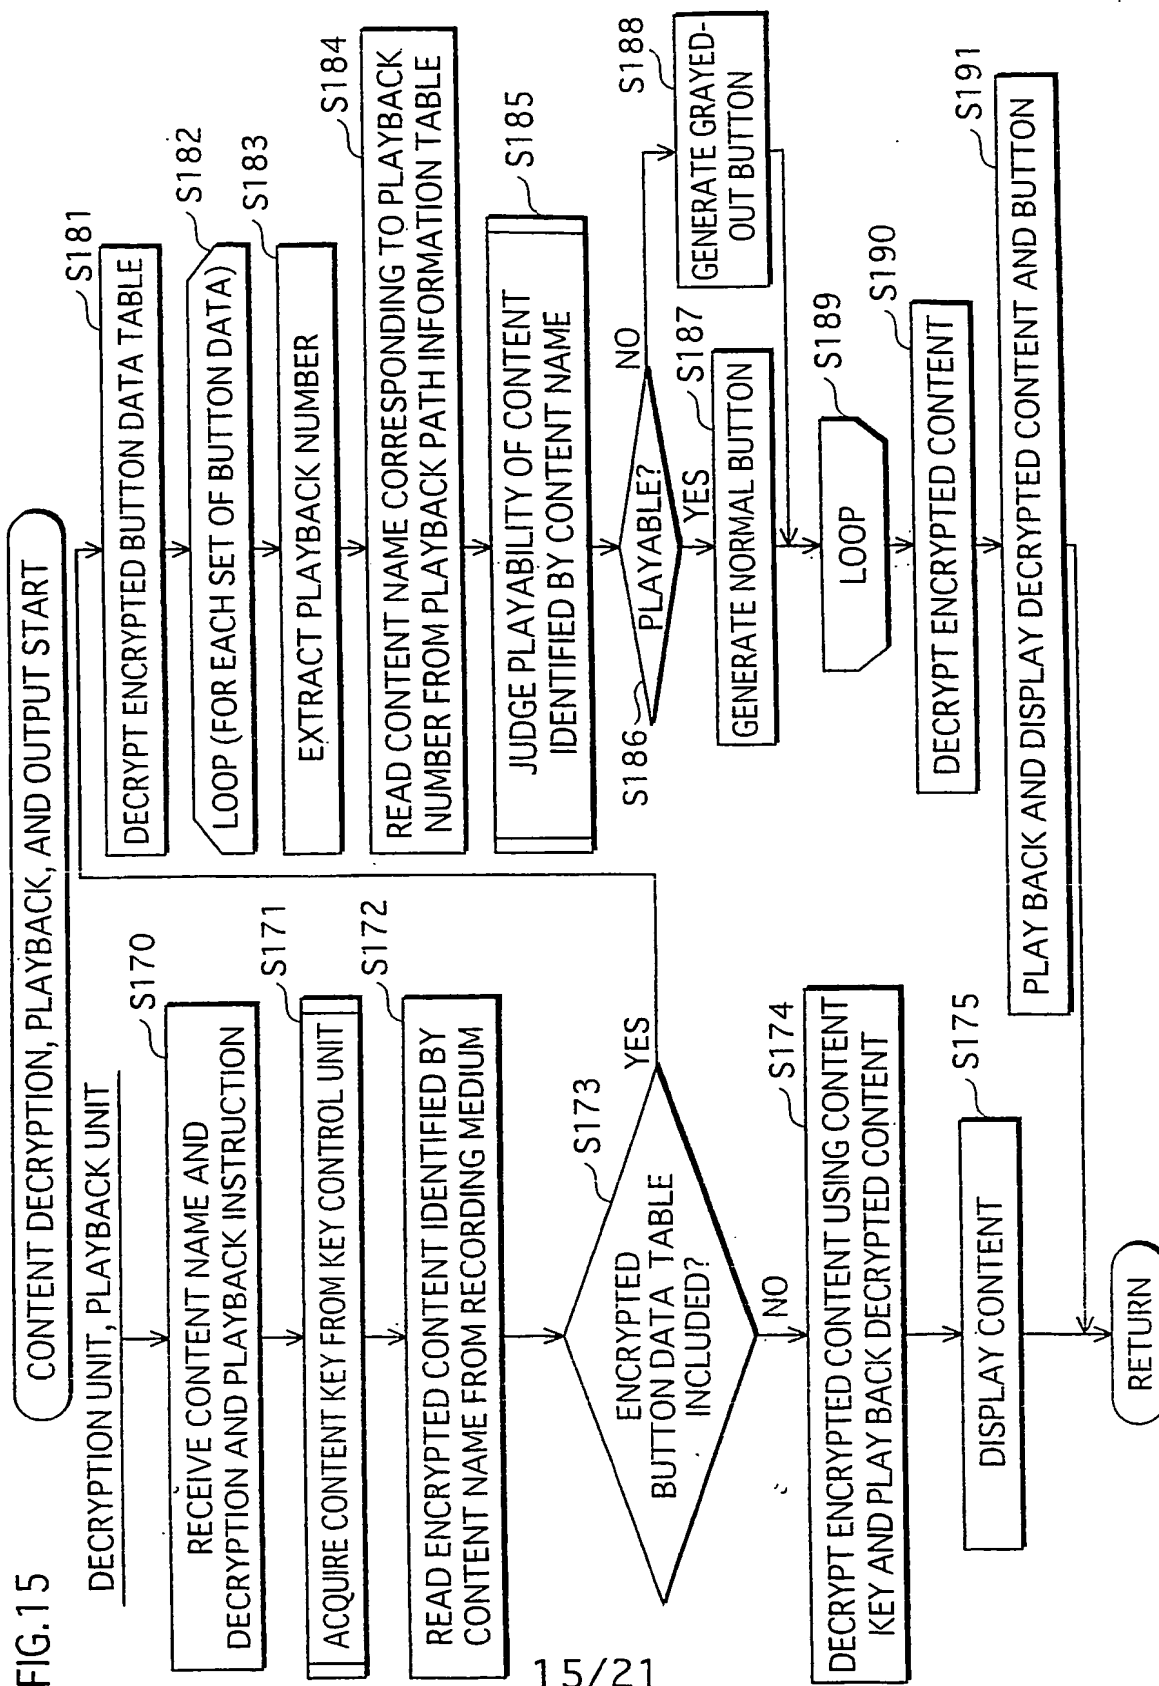 FIG.15
CONTENT DECRYPTION, PLAYBACK, AND OUTPUT START
DECRYPTION UNIT, PLAYBACK UNIT
S170
RECEIVE CONTENT NAME AND
DECRYPTION AND PLAYBACK INSTRUCTION
S171
ACQUIRE CONTENT KEY FROM KEY CONTROL UNIT
S172
READ ENCRYPTED CONTENT IDENTIFIED BY
CONTENT NAME FROM RECORDING MEDIUM
S173
ENCRYPTED
BUTTON DATA TABLE
INCLUDED?
YES
NO
S174
DECRYPT ENCRYPTED CONTENT USING CONTENT
KEY AND PLAY BACK DECRYPTED CONTENT
S175
DISPLAY CONTENT
RETURN
S181
DECRYPT ENCRYPTED BUTTON DATA TABLE
S182
LOOP (FOR EACH SET OF BUTTON DATA)
S183
EXTRACT PLAYBACK NUMBER
S184
READ CONTENT NAME CORRESPONDING TO PLAYBACK
NUMBER FROM PLAYBACK PATH INFORMATION TABLE
S185
JUDGE PLAYABILITY OF CONTENT
IDENTIFIED BY CONTENT NAME
S186
PLAYABLE?
NO
YES
S187
GENERATE NORMAL BUTTON
S188
GENERATE GRAYED-
OUT BUTTON
S189
LOOP
S190
DECRYPT ENCRYPTED CONTENT
S191
PLAY BACK AND DISPLAY DECRYPTED CONTENT AND BUTTON
15/21